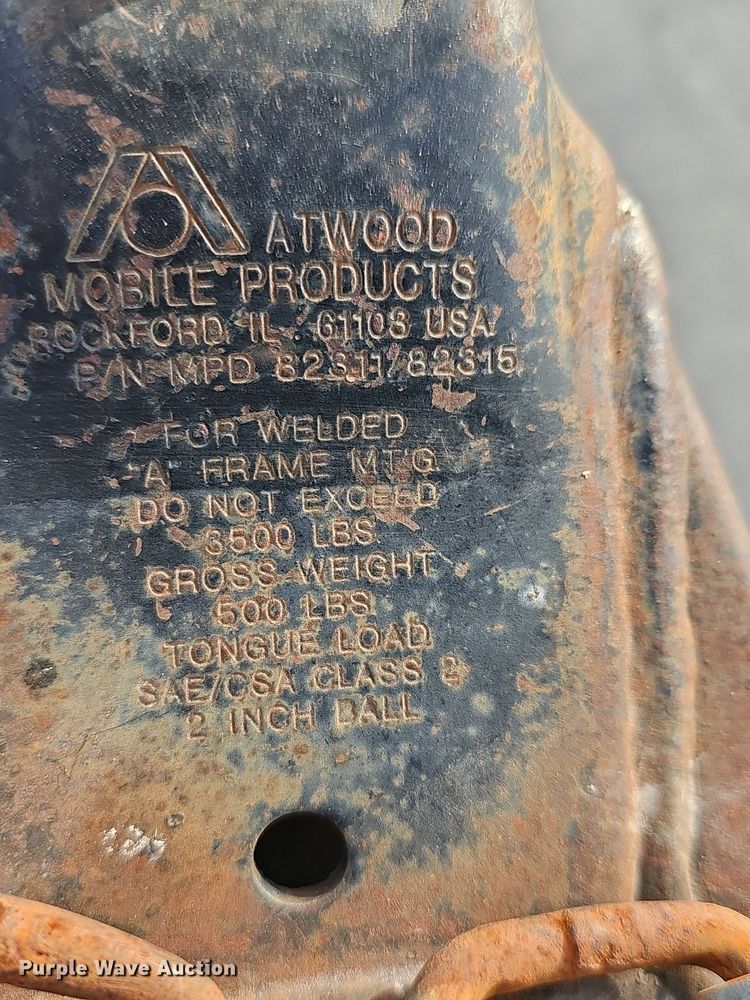 ATWOOD
MOBILE PRODUCTS
ROCKFORD, IL. 61103 USA
P/N MPD 82311/82315
FOR WELDED
"A" FRAME MT'G
DO NOT EXCEED
3500 LBS.
GROSS WEIGHT
500 LBS.
TONGUE LOAD
SAE/CSA CLASS 2
2 INCH BALL
Purple Wave Auction